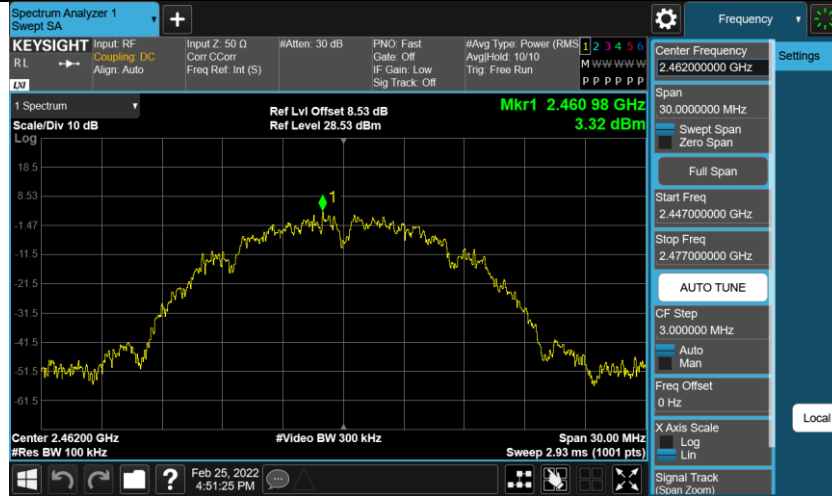 Spectrum Analyzer 1
Swept SA
+
Frequency
KEYSIGHT
RL
LXI
Input: RF
Coupling: DC
Align: Auto
Input Z: 50 Ω
Corr CCorr
Freq Ref: Int (S)
#Atten: 30 dB
PNO: Fast
Gate: Off
IF Gain: Low
Sig Track: Off
#Avg Type: Power (RMS
Avg|Hold: 10/10
Trig: Free Run
1 2 3 4 5 6
M W W W W W
P P P P P P
1 Spectrum
Scale/Div 10 dB
Log
Ref Lvl Offset 8.53 dB
Ref Level 28.53 dBm
Mkr1 2.460 98 GHz
3.32 dBm
18.5
8.53
-1.47
-11.5
-21.5
-31.5
-41.5
-51.5
-61.5
1
Center 2.46200 GHz
#Res BW 100 kHz
#Video BW 300 kHz
Span 30.00 MHz
Sweep 2.93 ms (1001 pts)
?
Feb 25, 2022
4:51:25 PM
Center Frequency
2.462000000 GHz
Settings
Span
30.0000000 MHz
Swept Span
Zero Span
Full Span
Start Freq
2.447000000 GHz
Stop Freq
2.477000000 GHz
AUTO TUNE
CF Step
3.000000 MHz
Auto
Man
Freq Offset
0 Hz
Local
X Axis Scale
Log
Lin
Signal Track
(Span Zoom)